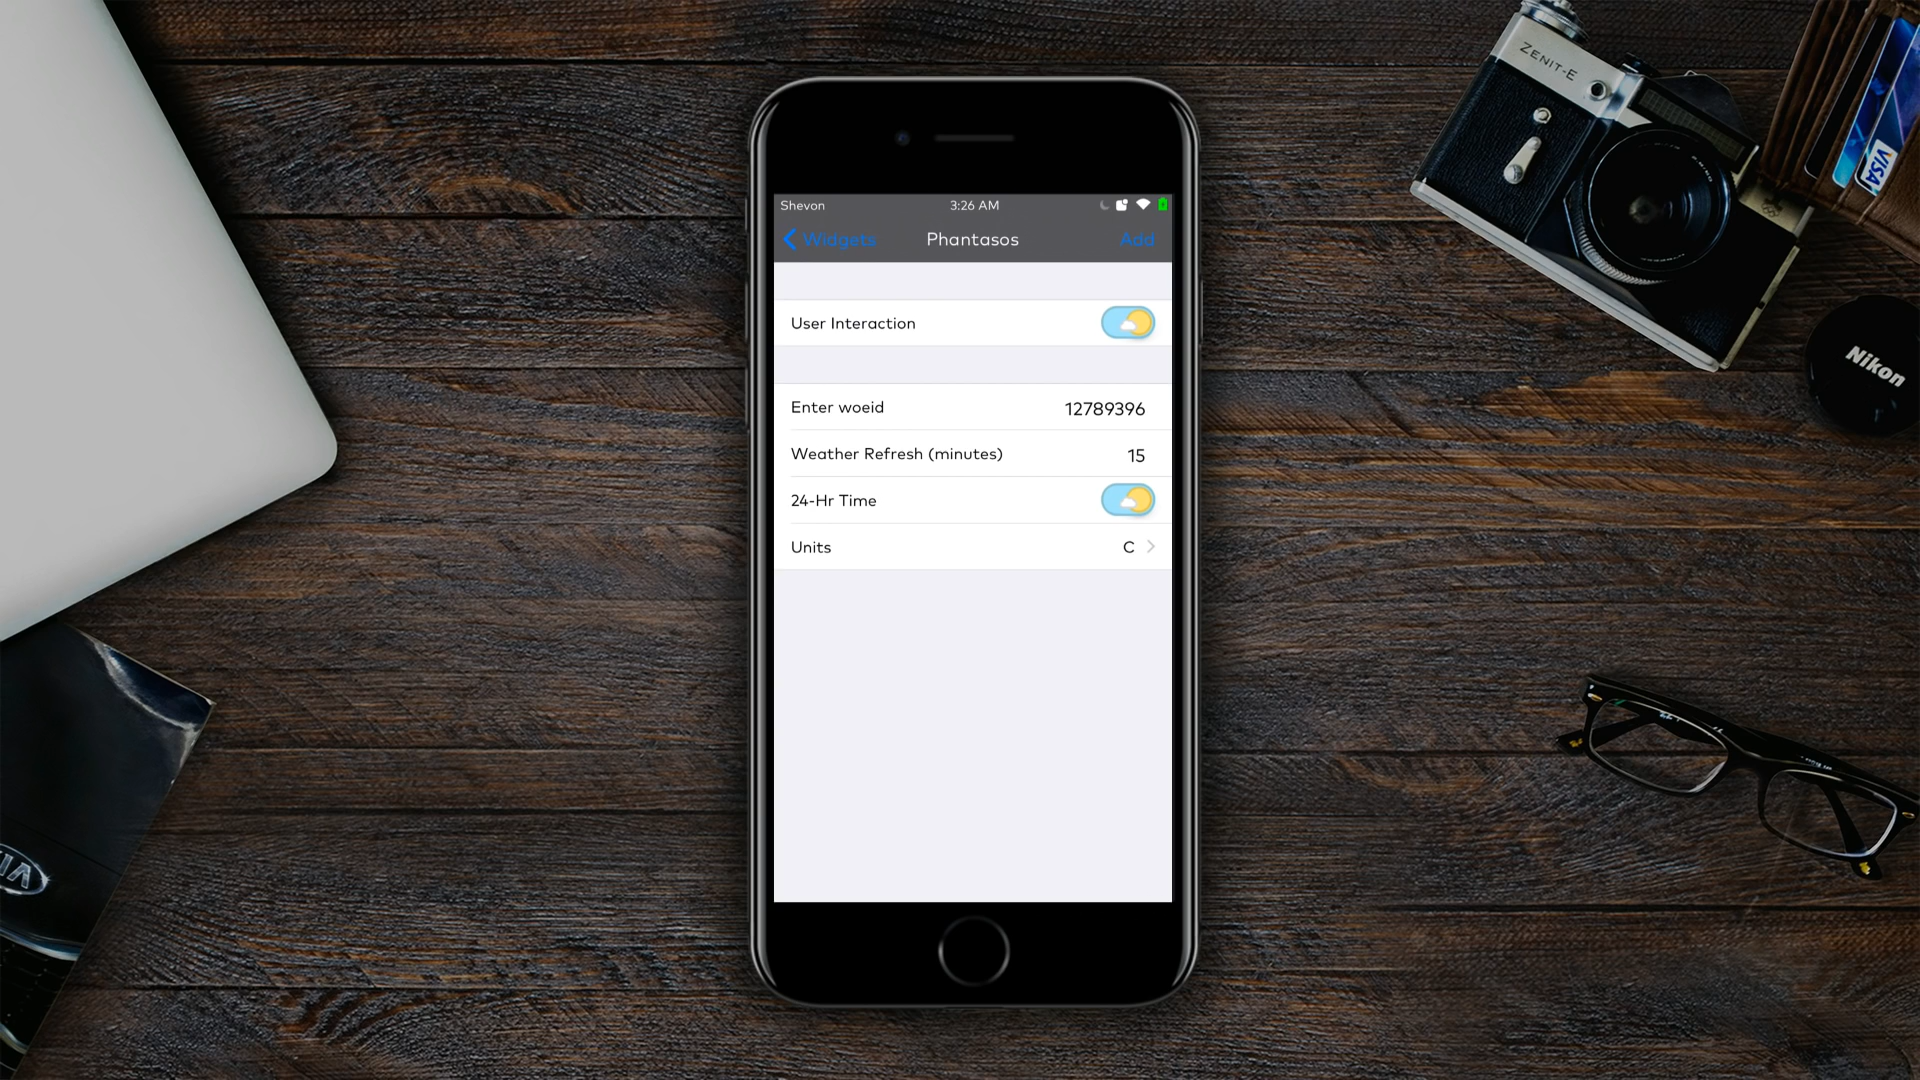 ZENIT-E
VISA
Shevon
3:26 AM
Widgets
Phantasos
Add
User Interaction
Nikon
Enter woeid
12789396
Weather Refresh (minutes)
15
24-Hr Time
Units
C